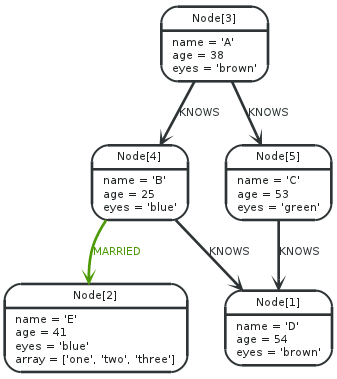 Node[3]
name = 'A'
age = 38
eyes = 'brown'
KNOWS
KNOWS
Node[4]
name = 'B'
age = 25
eyes = 'blue'
Node[5]
name = 'C'
age = 53
eyes = 'green'
MARRIED
KNOWS
KNOWS
Node[2]
name = 'E'
age = 41
eyes = 'blue'
array = ['one', 'two', 'three']
Node[1]
name = 'D'
age = 54
eyes = 'brown'